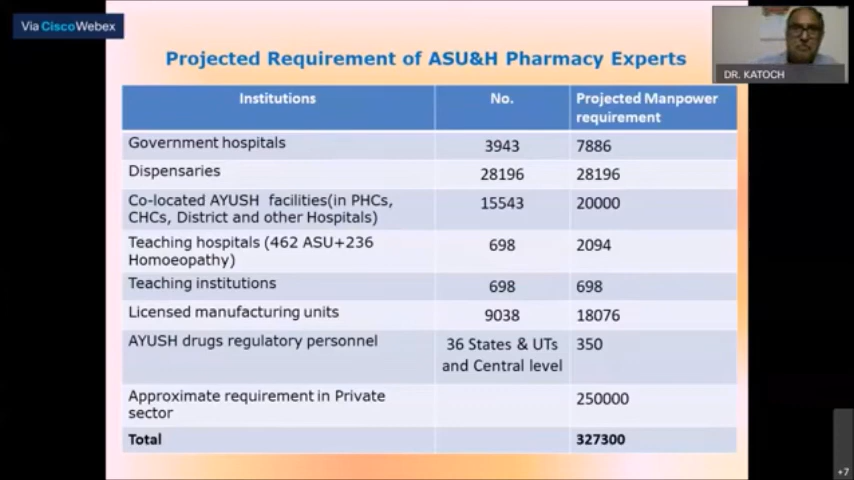 Via Cisco Webex
DR. KATOCH
Projected Requirement of ASU&H Pharmacy Experts
Institutions No. Projected Manpower
requirement
Government hospitals 3943 7886
Dispensaries 28196 28196
Co-located AYUSH facilities(in PHCs, 15543 20000
CHCs, District and other Hospitals)
Teaching hospitals (462 ASU+236 698 2094
Homoeopathy)
Teaching institutions 698 698
Licensed manufacturing units 9038 18076
AYUSH drugs regulatory personnel 36 States & UTs 350
and Central level
Approximate requirement in Private 250000
sector
Total 327300
+7